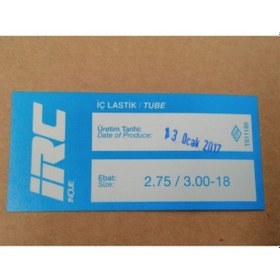 İÇ LASTİK / TUBE
Üretim Tarihi:
Date of Produce:
13 Ocak 2017
Ebat:
Size:
2.75 / 3.00-18
iRC